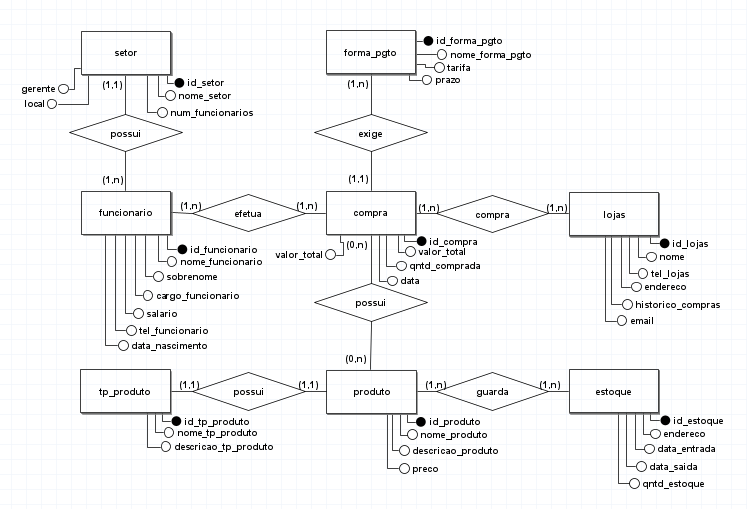 setor
gerente
local
(1,1)
id_setor
nome_setor
num_funcionarios
possui
(1,n)
forma_pgto
id_forma_pgto
nome_forma_pgto
tarifa
prazo
(1,n)
exige
(1,1)
funcionario
(1,n)
efetua
(1,n)
compra
(1,n)
compra
(1,n)
lojas
id_funcionario
nome_funcionario
sobrenome
cargo_funcionario
salario
tel_funcionario
data_nascimento
valor_total
(0,n)
id_compra
valor_total
qntd_comprada
data
id_lojas
nome
tel_lojas
endereco
historico_compras
email
possui
(0,n)
tp_produto
(1,1)
possui
(1,1)
produto
(1,n)
guarda
(1,n)
estoque
id_tp_produto
nome_tp_produto
descricao_tp_produto
id_produto
nome_produto
descricao_produto
preco
id_estoque
endereco
data_entrada
data_saida
qntd_estoque